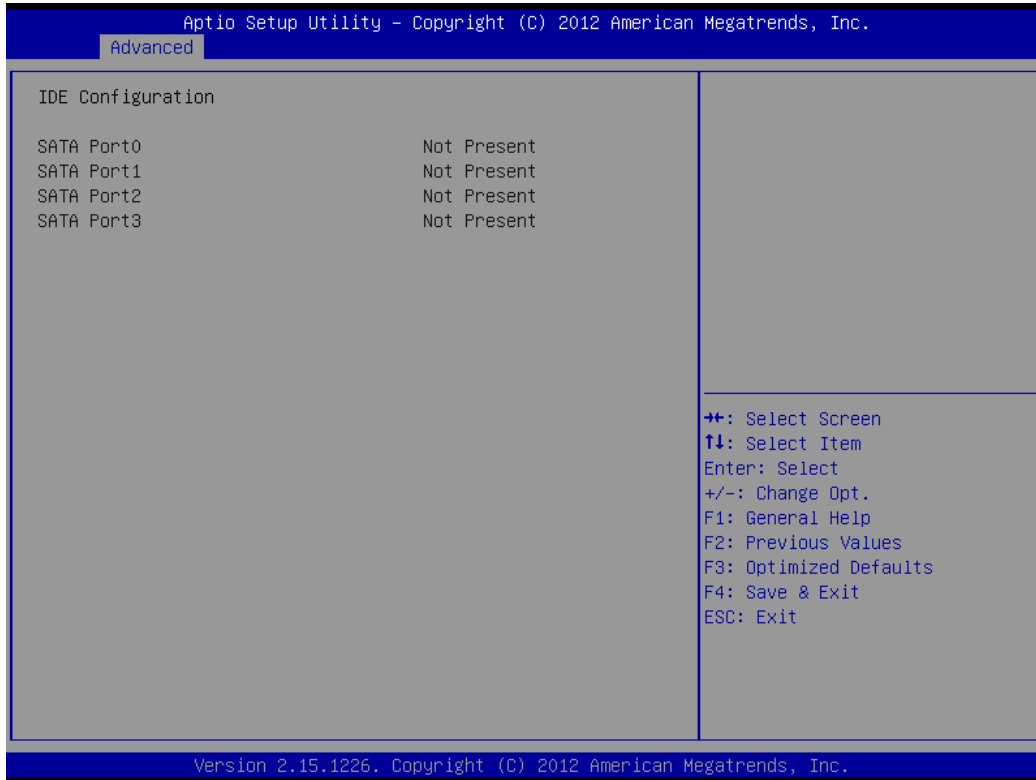 Aptio Setup Utility – Copyright (C) 2012 American Megatrends, Inc.
Advanced
IDE Configuration
SATA Port0 Not Present
SATA Port1 Not Present
SATA Port2 Not Present
SATA Port3 Not Present
→←: Select Screen
↑↓: Select Item
Enter: Select
+/-: Change Opt.
F1: General Help
F2: Previous Values
F3: Optimized Defaults
F4: Save & Exit
ESC: Exit
Version 2.15.1226. Copyright (C) 2012 American Megatrends, Inc.